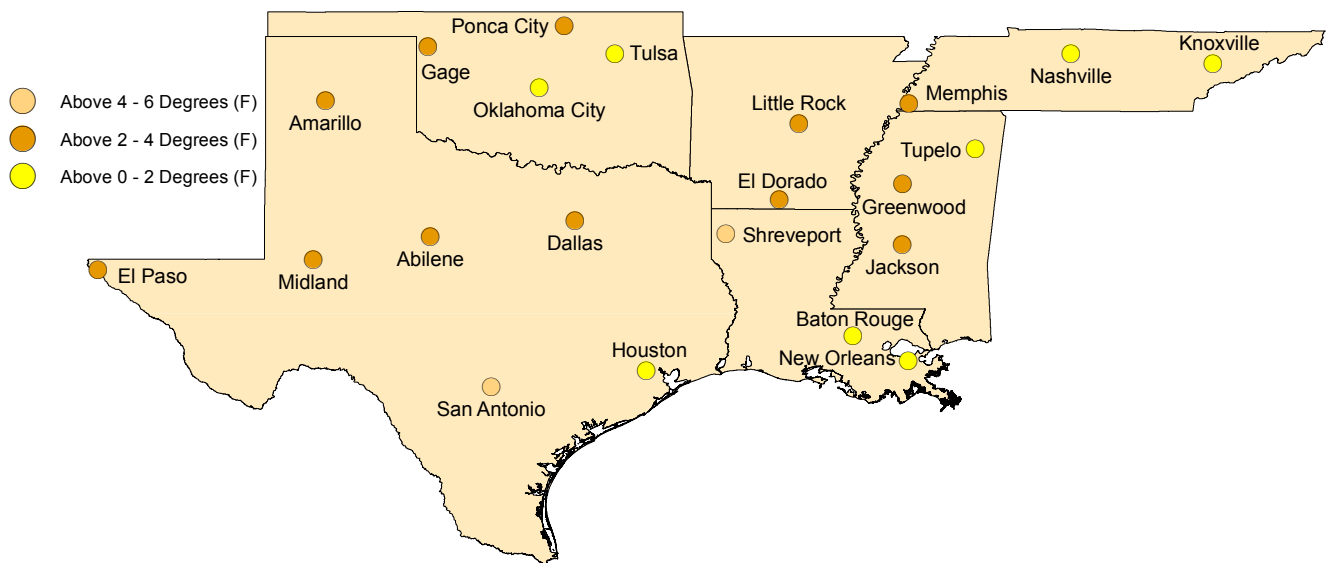 Above 4 - 6 Degrees (F)
Above 2 - 4 Degrees (F)
Above 0 - 2 Degrees (F)
Ponca City
Tulsa
Gage
Oklahoma City
Amarillo
Knoxville
Nashville
Memphis
Little Rock
Tupelo
El Dorado
Greenwood
Shreveport
Jackson
Dallas
Abilene
Midland
El Paso
Baton Rouge
New Orleans
Houston
San Antonio